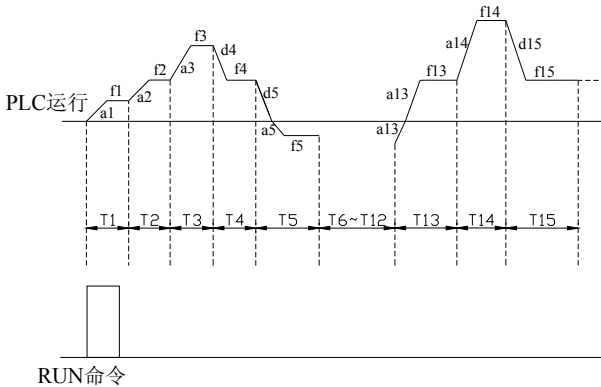 f14
f3
a14
f2
d4
f13
d15
f1
a3
f4
f15
a2
a13
d5
PLC运行
a1
a5
a13
f5
T1
T2
T3
T4
T5
T6~T12
T13
T14
T15
RUN命令